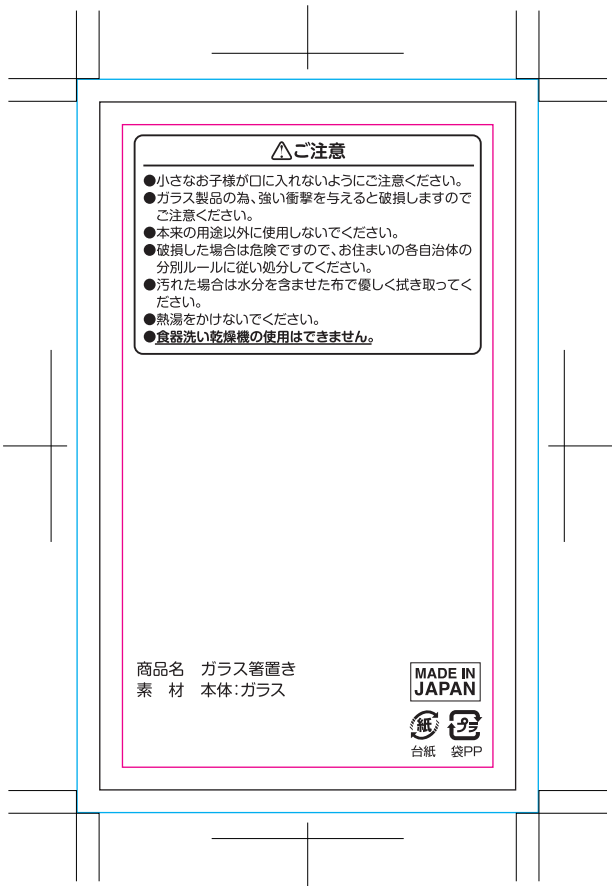 ⚠ご注意
●小さなお子様が口に入れないようにご注意ください。
●ガラス製品の為、強い衝撃を与えると破損しますので
ご注意ください。
●本来の用途以外に使用しないでください。
●破損した場合は危険ですので、お住まいの各自治体の
分別ルールに従い処分してください。
●汚れた場合は水分を含ませた布で優しく拭き取ってく
ださい。
●熱湯をかけないでください。
●食器洗い乾燥機の使用はできません。
商品名　ガラス箸置き
素　材　本体:ガラス
MADE IN
JAPAN
紙 プラ
台紙 袋PP